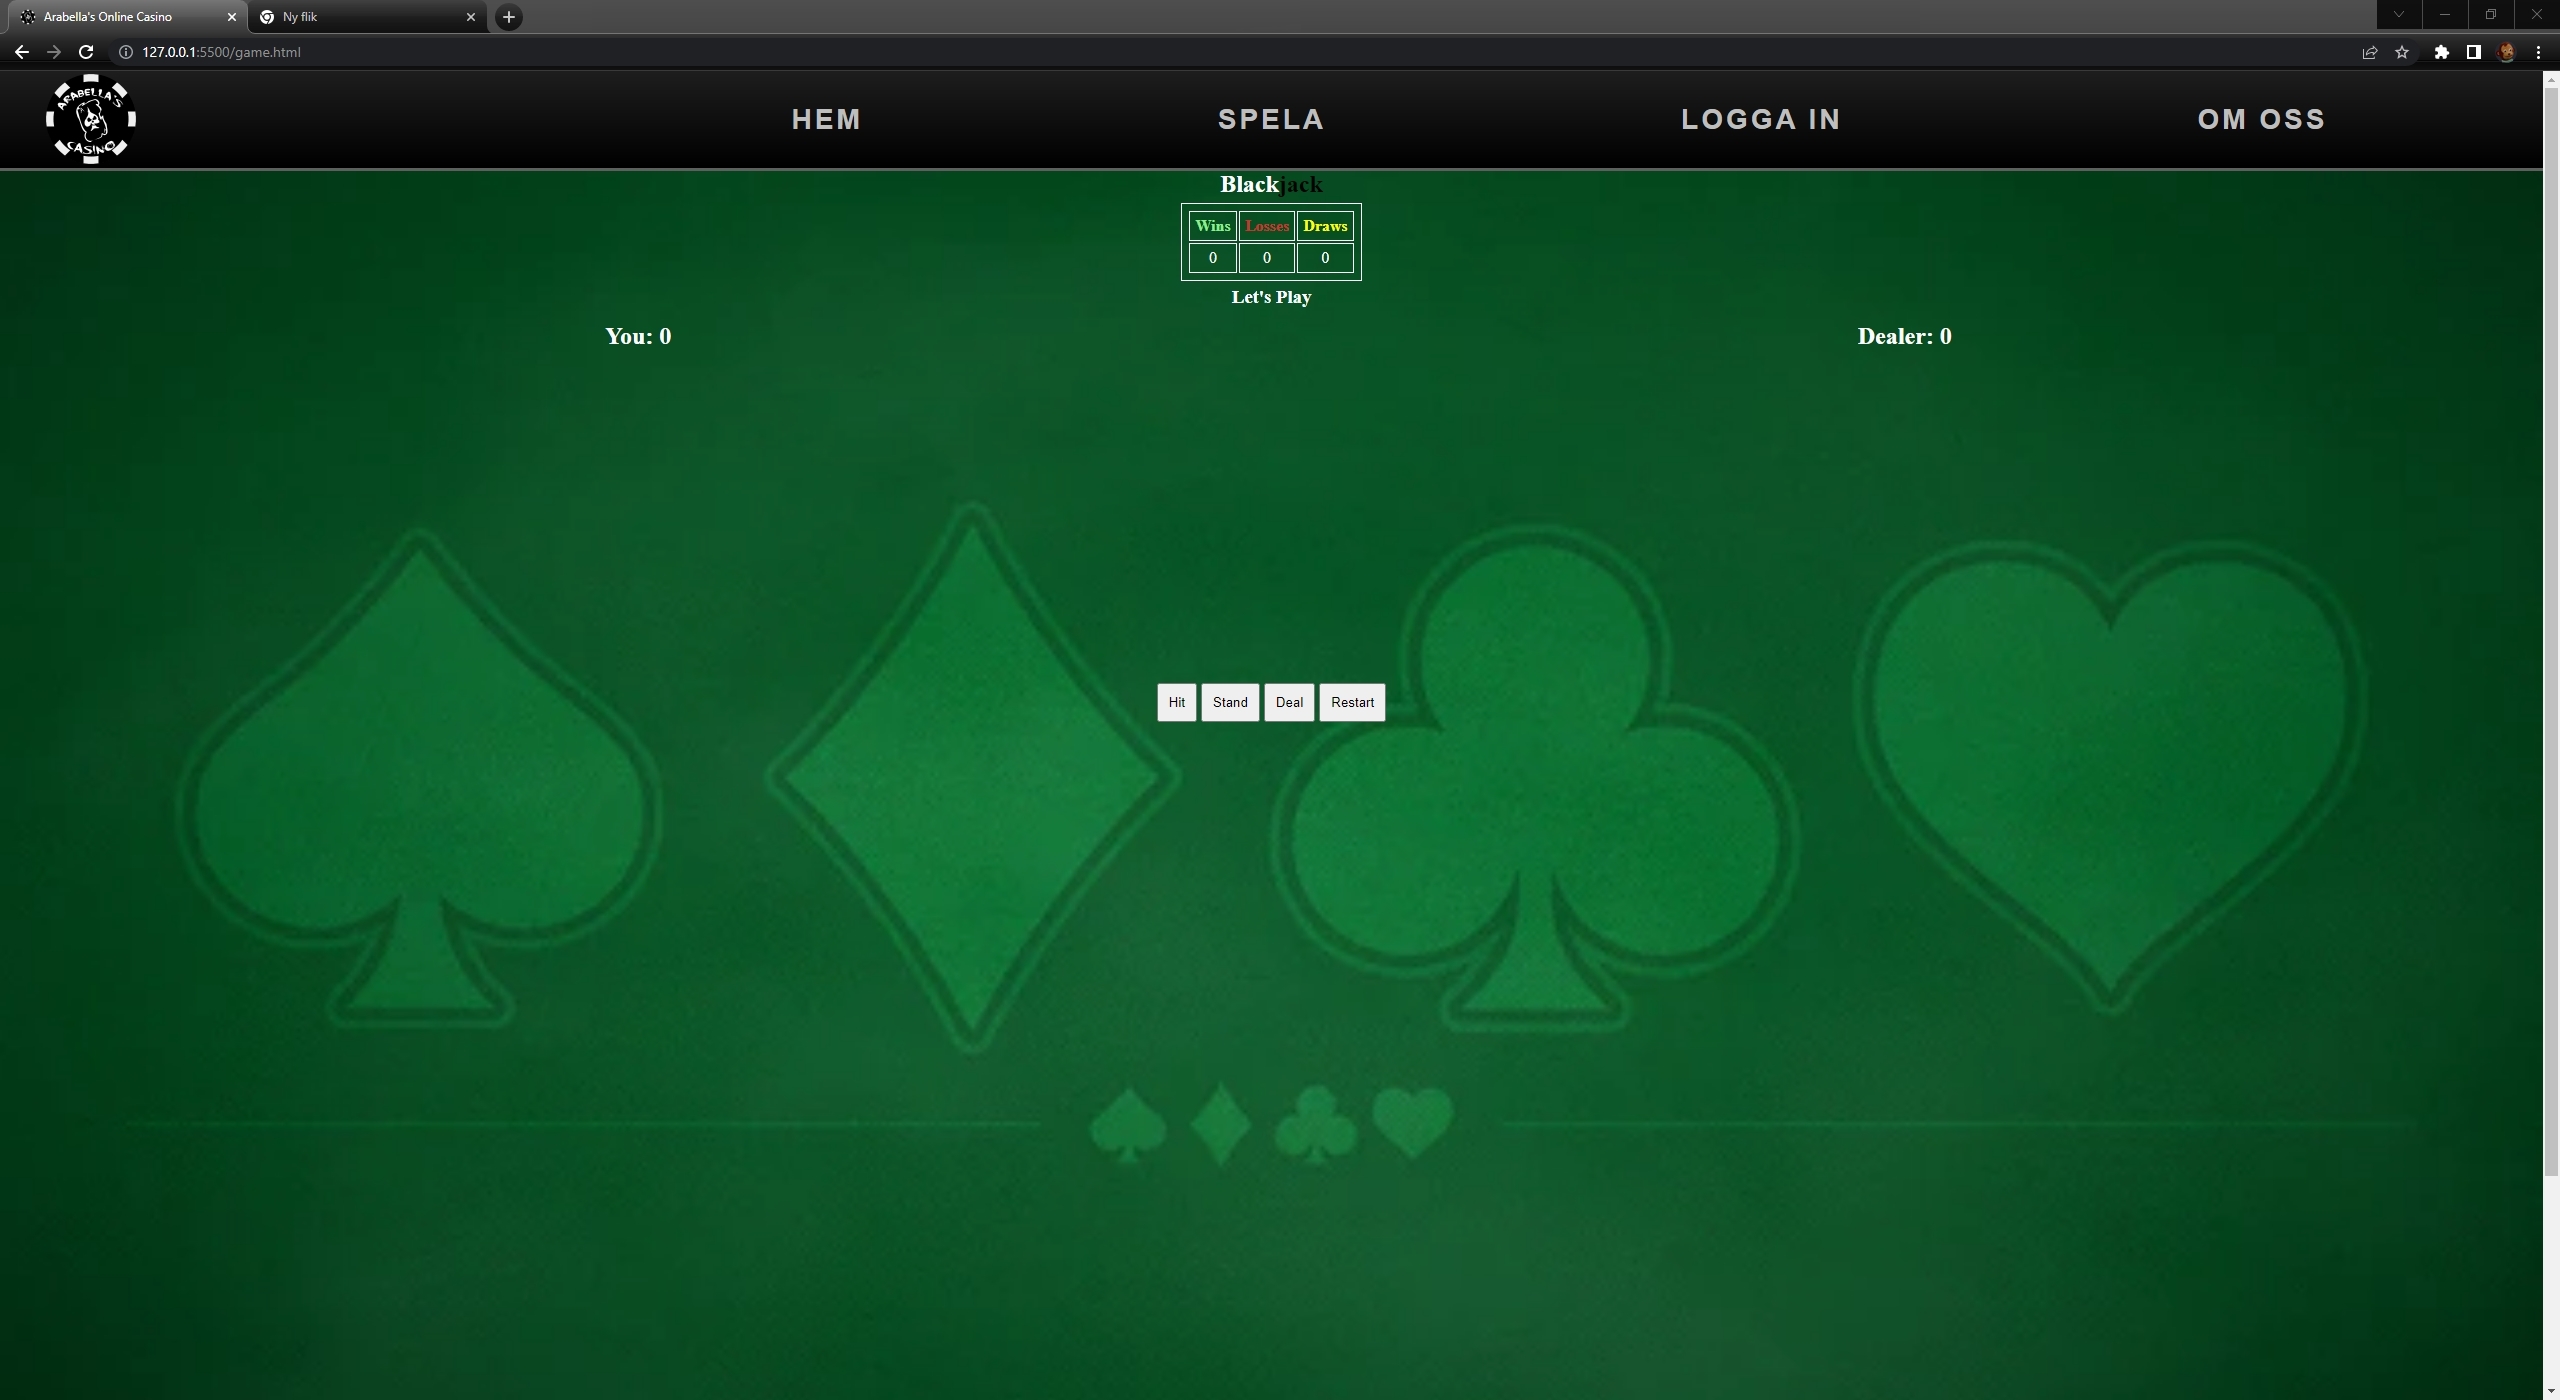 Arabella's Online Casino
Ny flik
127.0.0.1:5500/game.html
ARABELLA'S
CASINO
HEM
SPELA
LOGGA IN
OM OSS
Blackjack
Wins Losses Draws
0 0 0
Let's Play
You: 0
Dealer: 0
Hit
Stand
Deal
Restart